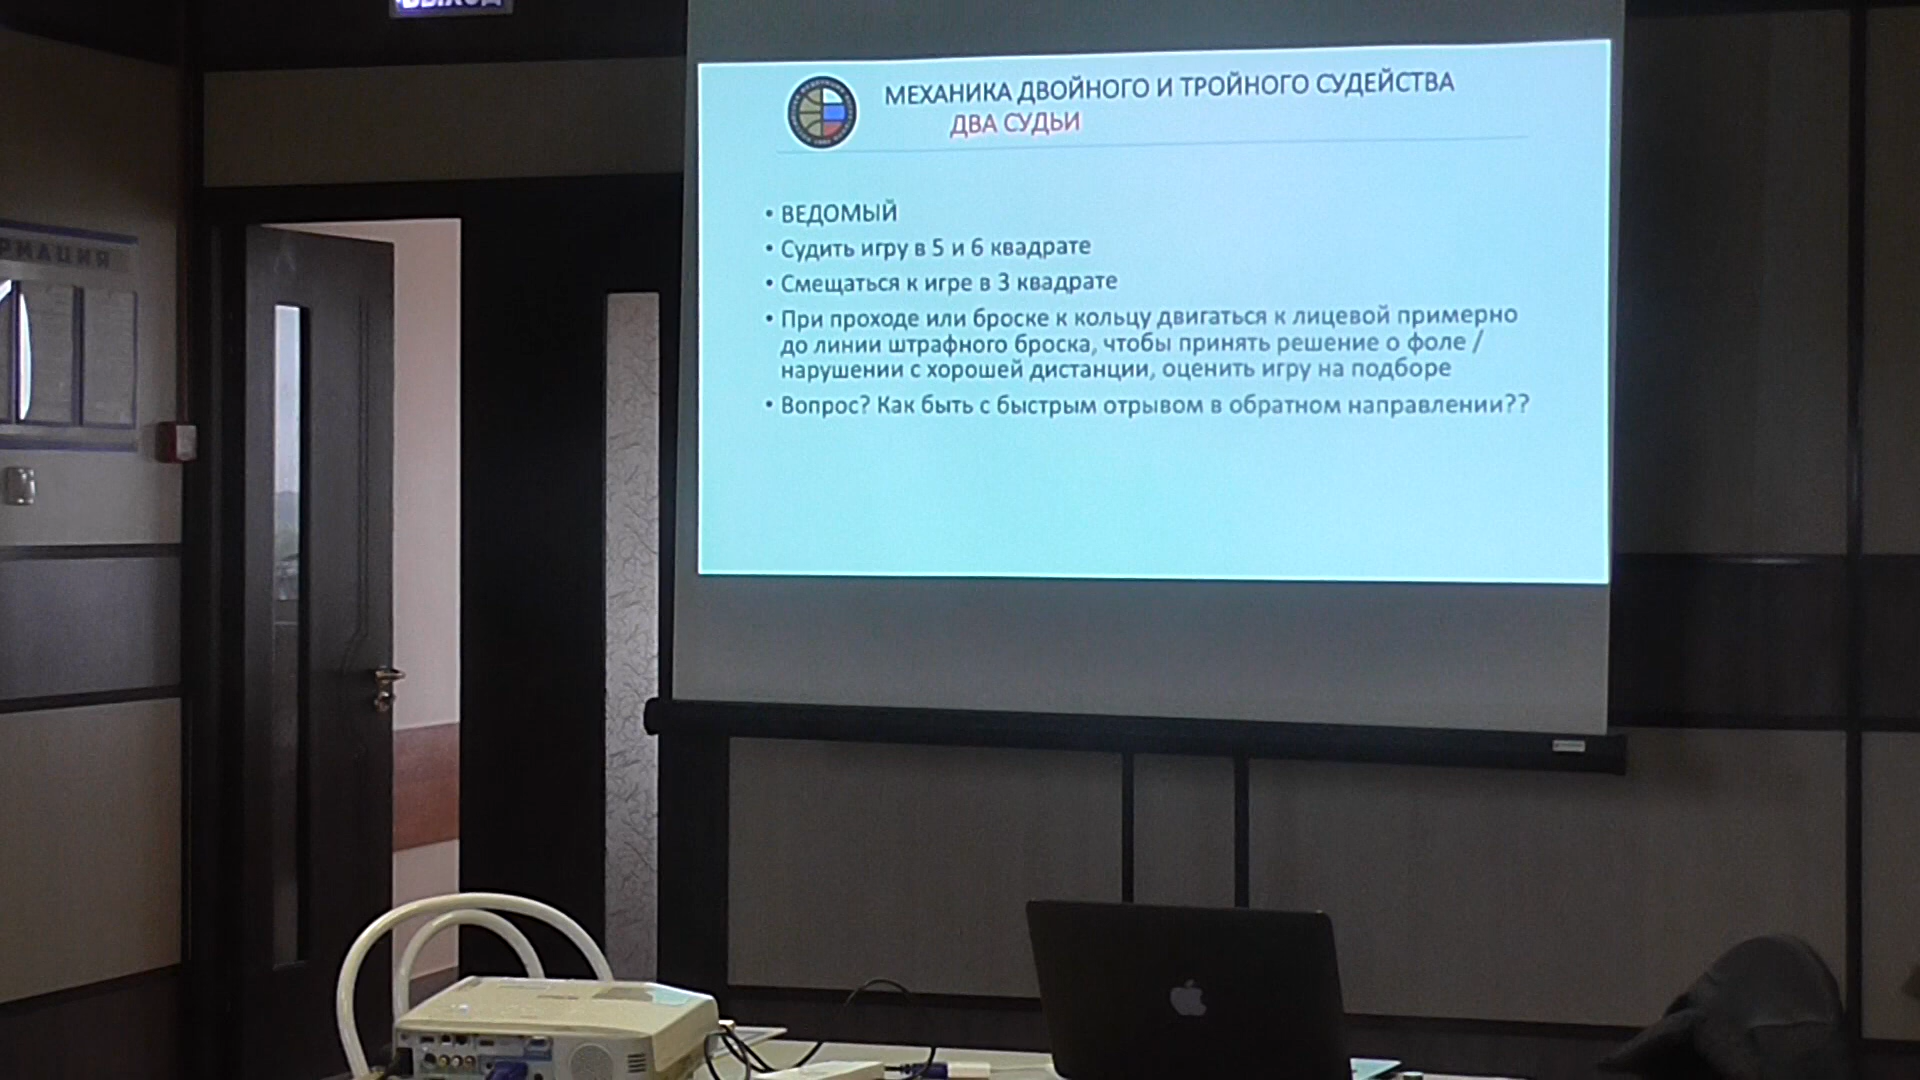 ВЫХОД
МЕХАНИКА ДВОЙНОГО И ТРОЙНОГО СУДЕЙСТВА
ДВА СУДЬИ
• ВЕДОМЫЙ
• Судить игру в 5 и 6 квадрате
• Смещаться к игре в 3 квадрате
• При проходе или броске к кольцу двигаться к лицевой примерно
до линии штрафного броска, чтобы принять решение о фоле /
нарушении с хорошей дистанции, оценить игру на подборе
• Вопрос? Как быть с быстрым отрывом в обратном направлении??
РМАЦИЯ